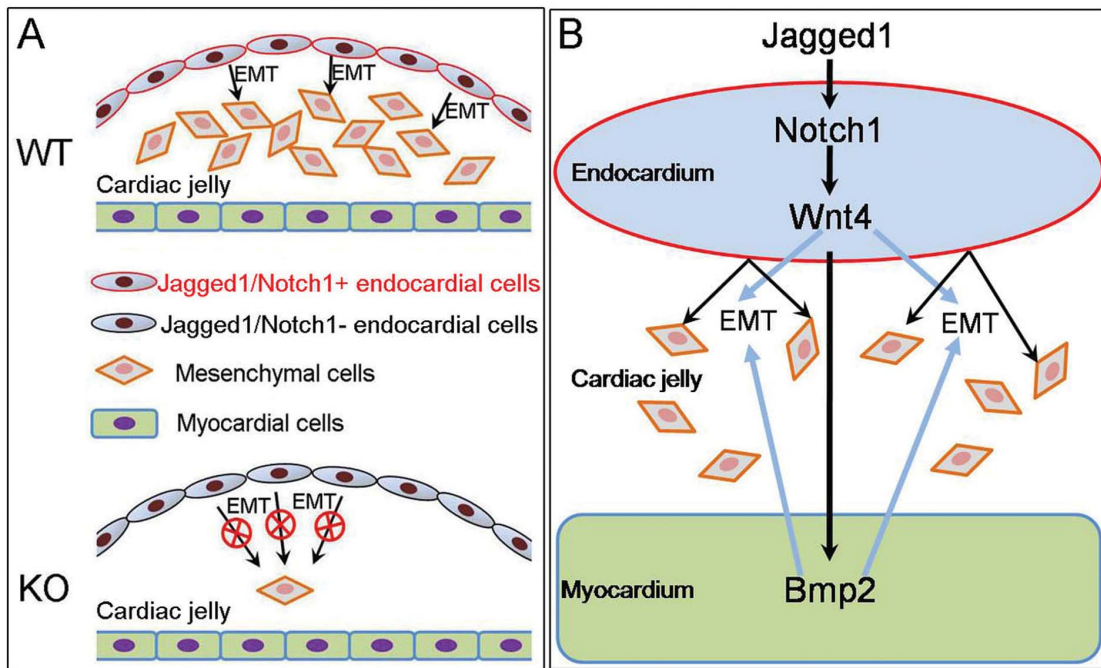 A
EMT
EMT
EMT
WT
Cardiac jelly
Jagged1/Notch1+ endocardial cells
Jagged1/Notch1- endocardial cells
Mesenchymal cells
Myocardial cells
EMT EMT
KO
Cardiac jelly
B
Jagged1
Notch1
Endocardium
Wnt4
EMT EMT
Cardiac jelly
Myocardium
Bmp2